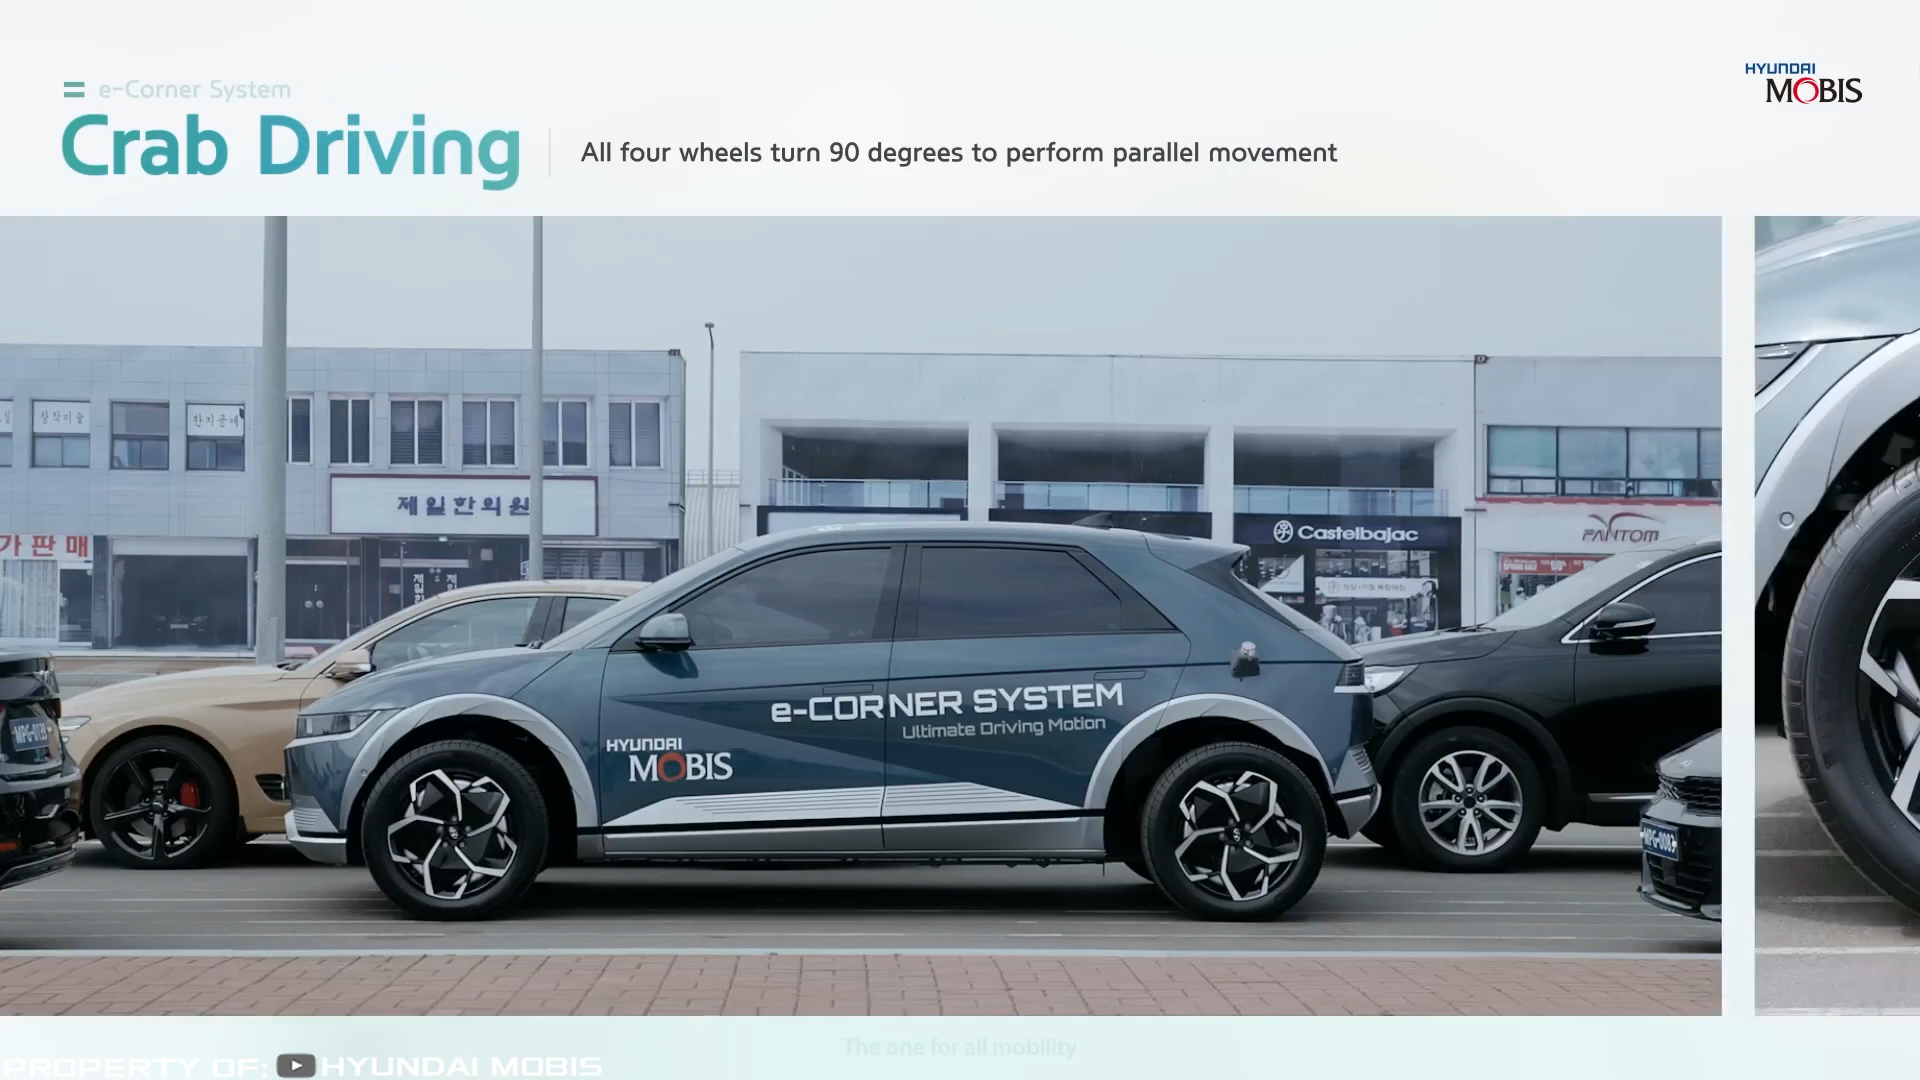 e-Corner System
HYUNDAI
MOBIS
Crab Driving
All four wheels turn 90 degrees to perform parallel movement
창작미술
한지공예
제일한의원
가판매
Castelbajac
PANTOM
e-CORNER SYSTEM
Ultimate Driving Motion
HYUNDAI
MOBIS
The one for all mobility
PROPERTY OF: HYUNDAI MOBIS